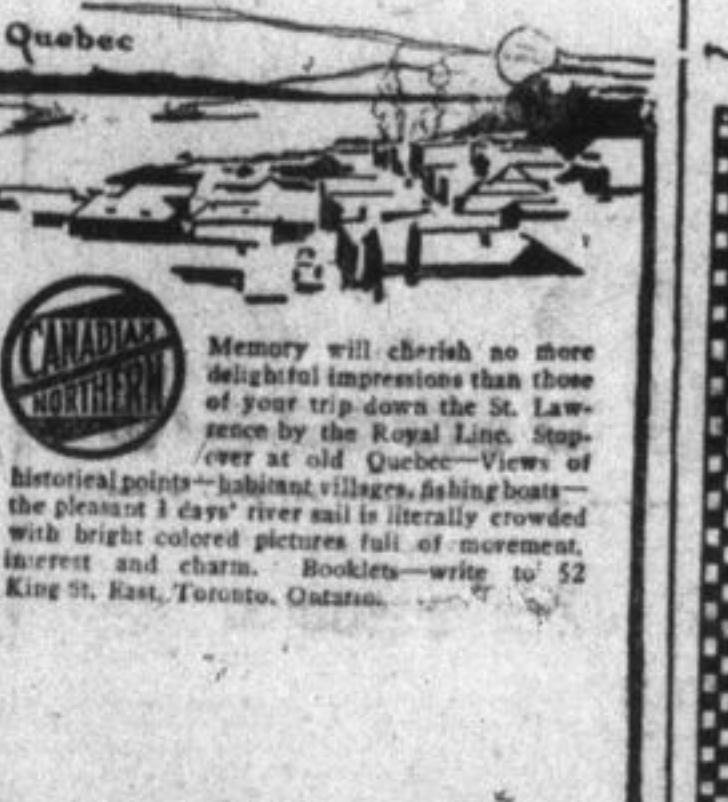 Quebec
CANADIAN
NORTHERN
Memory will cherish no more
delightful impressions than those
of your trip down the St. Law-
rence by the Royal Line. Stop-
over at old Quebec—Views of
historical points—habitant villages, fishing boats—
the pleasant days' river sail is literally crowded
with bright colored pictures full of movement,
interest and charm. Booklets—write to 52
King St. East, Toronto, Ontario.